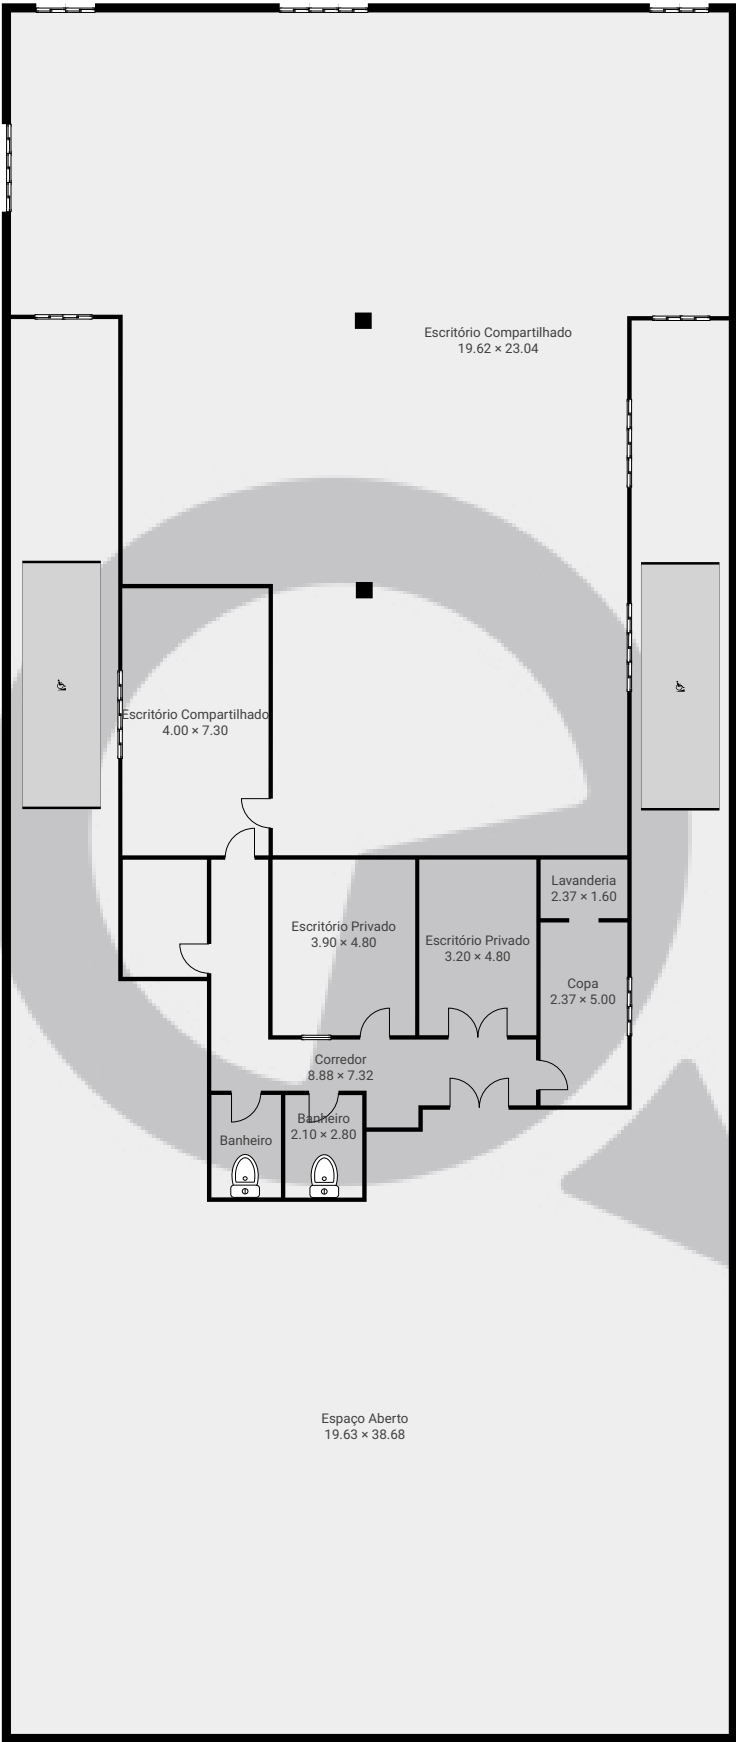 Escritório Compartilhado
19.62 × 23.04
Escritório Compartilhado
4.00 × 7.30
Lavanderia
2.37 × 1.60
Escritório Privado
3.90 × 4.80
Escritório Privado
3.20 × 4.80
Copa
2.37 × 5.00
Corredor
8.88 × 7.32
Banheiro
2.10 × 2.80
Banheiro
Espaço Aberto
19.63 × 38.68